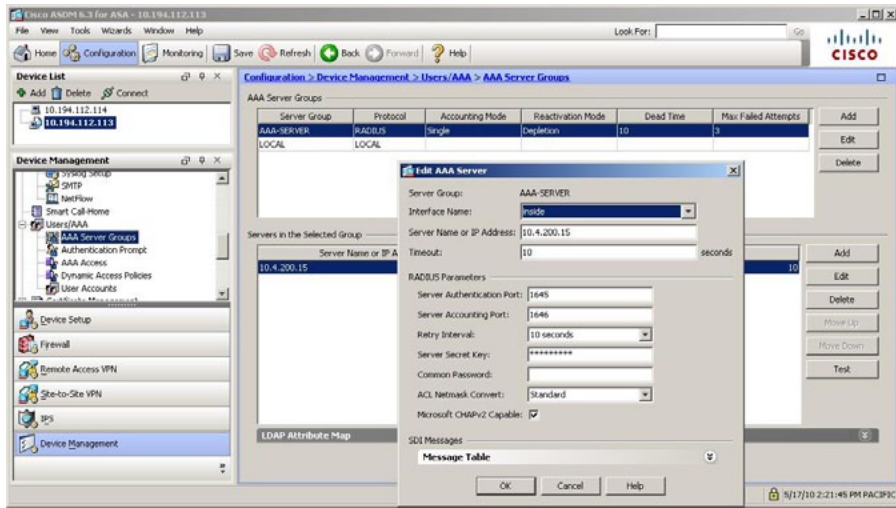 Cisco ASDM 6.3 for ASA - 10.194.112.113
File View Tools Wizards Window Help
Look For: Go
Home Configuration Monitoring Save Refresh Back Forward Help
CISCO
Device List
Add Delete Connect
10.194.112.114
10.194.112.113
Device Management
Syslog Setup
SMTP
NetFlow
Smart Call-Home
Users/AAA
AAA Server Groups
Authentication Prompt
AAA Access
Dynamic Access Policies
User Accounts
Certificate Management
Device Setup
Firewall
Remote Access VPN
Site-to-Site VPN
IPS
Device Management
Configuration > Device Management > Users/AAA > AAA Server Groups
AAA Server Groups
Server Group Protocol Accounting Mode Reactivation Mode Dead Time Max Failed Attempts
AAA-SERVER RADIUS Single Depletion 10 3
LOCAL LOCAL
Add
Edit
Delete
Servers in the Selected Group
Server Name or IP A
10.4.200.15 10
Add
Edit
Delete
Move Up
Move Down
Test
LDAP Attribute Map
Edit AAA Server
Server Group: AAA-SERVER
Interface Name: inside
Server Name or IP Address: 10.4.200.15
Timeout: 10 seconds
RADIUS Parameters
Server Authentication Port: 1645
Server Accounting Port: 1646
Retry Interval: 10 seconds
Server Secret Key: *********
Common Password:
ACL Netmask Convert: Standard
Microsoft CHAPv2 Capable:
SDI Messages
Message Table
OK Cancel Help
5/17/10 2:21:45 PM PACIFIC